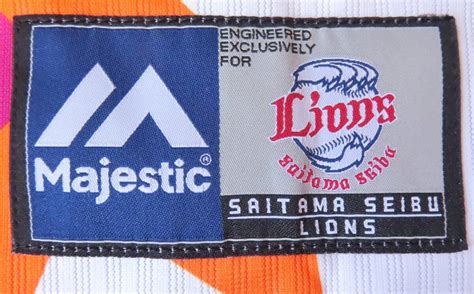 Majestic®
ENGINEERED
EXCLUSIVELY
FOR
Lions
saitama seibu
SAITAMA SEIBU
LIONS